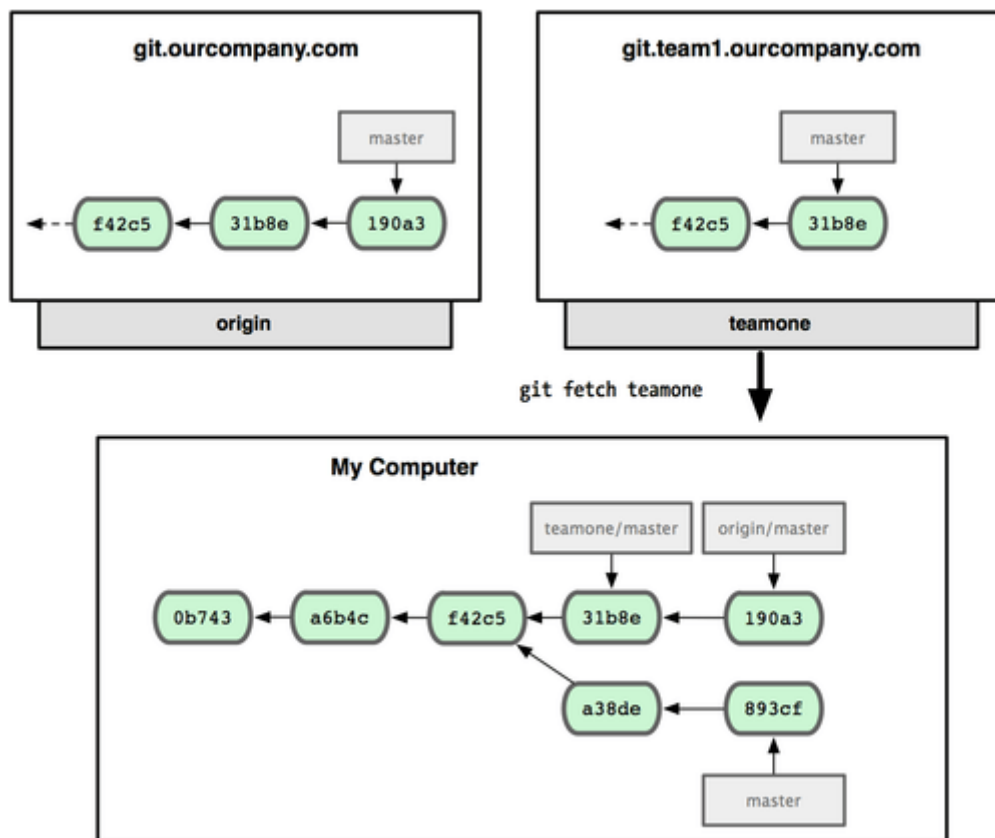 git.ourcompany.com
master
f42c5 31b8e 190a3
origin
git.team1.ourcompany.com
master
f42c5 31b8e
teamone
git fetch teamone
My Computer
teamone/master origin/master
0b743 a6b4c f42c5 31b8e 190a3
a38de 893cf
master